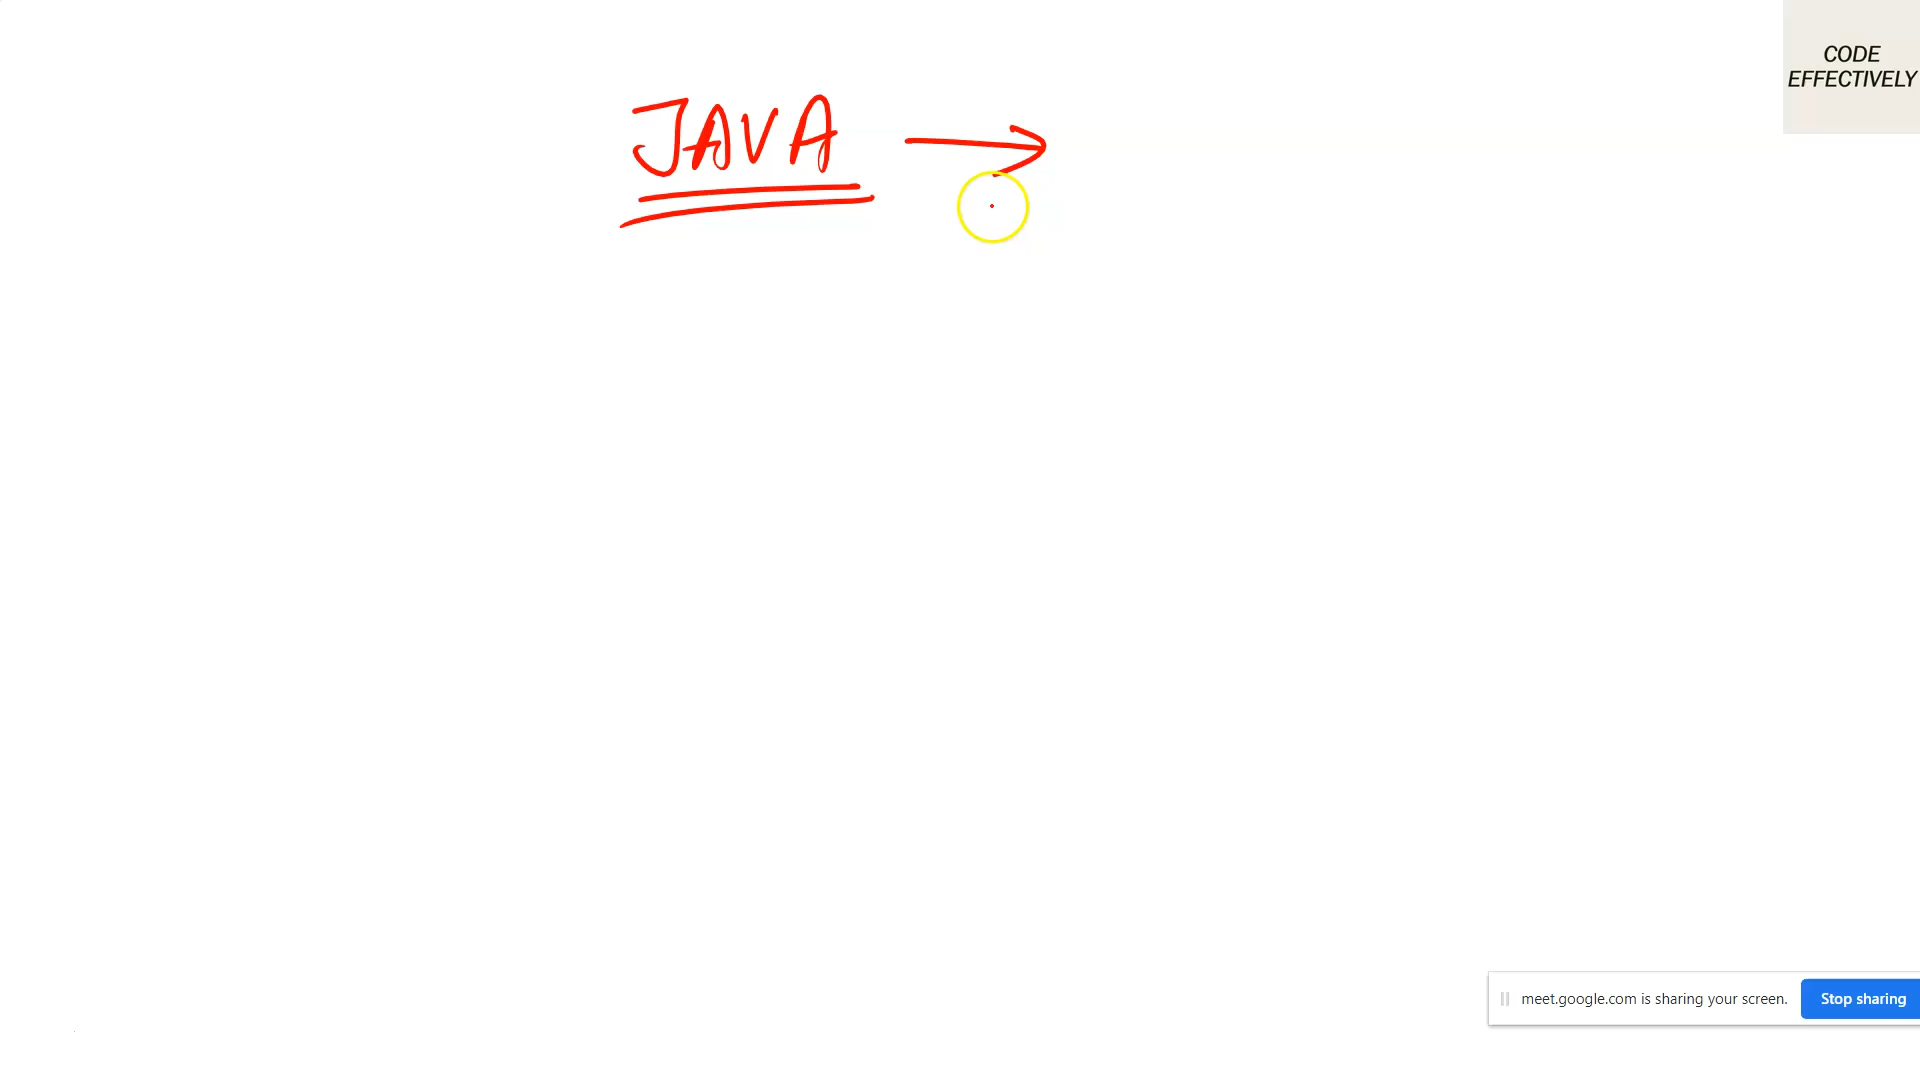 JAVA →
CODE
EFFECTIVELY
meet.google.com is sharing your screen.
Stop sharing